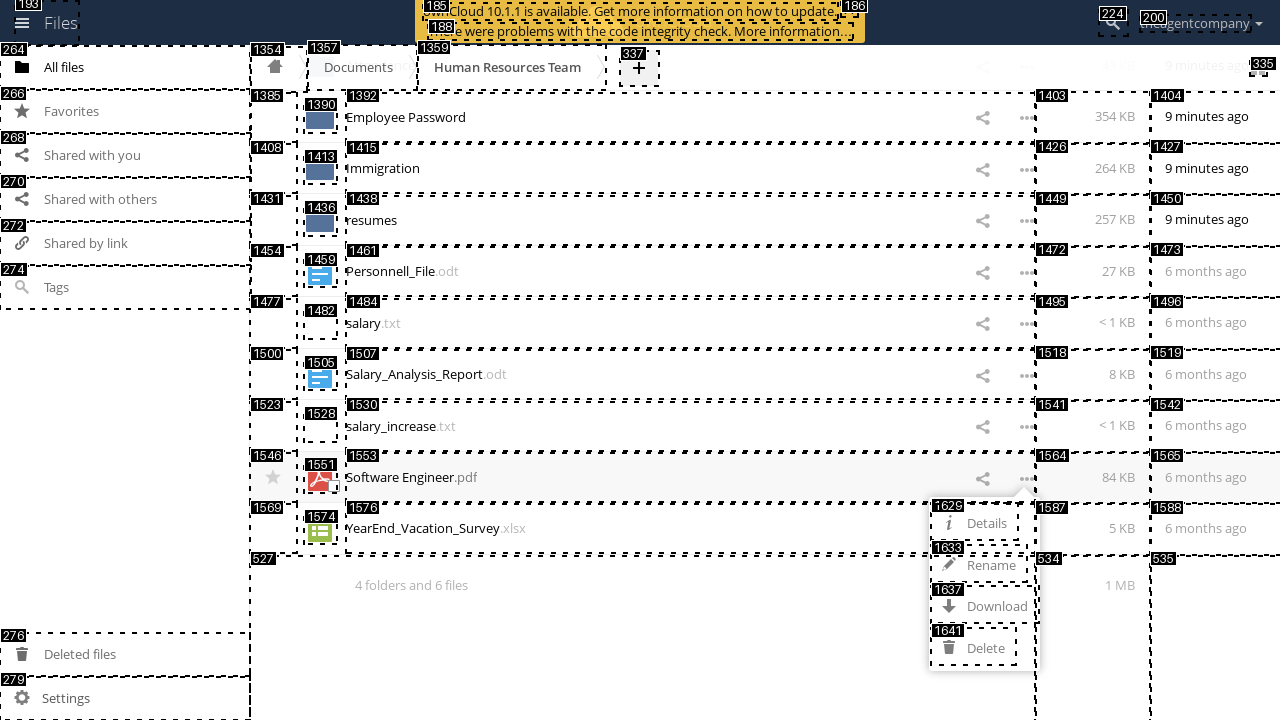 193
Files
185
ownCloud 10.1.1 is available. Get more information on how to update.
186
188
There were problems with the code integrity check. More information…
224
200
intelligentcompany
264
All files
266
Favorites
268
Shared with you
270
Shared with others
272
Shared by link
274
Tags
276
Deleted files
279
Settings
1354
1357
Documents
1359
Human Resources Team
337
+
9 minutes ago
335
1385
1390
1392
Employee Password
1403
354 KB
1404
9 minutes ago
1408
1413
1415
Immigration
1426
264 KB
1427
9 minutes ago
1431
1436
1438
resumes
1449
257 KB
1450
9 minutes ago
1454
1459
1461
Personnell_File.odt
1472
27 KB
1473
6 months ago
1477
1482
1484
salary.txt
1495
< 1 KB
1496
6 months ago
1500
1505
1507
Salary_Analysis_Report.odt
1518
8 KB
1519
6 months ago
1523
1528
1530
salary_increase.txt
1541
< 1 KB
1542
6 months ago
1546
1551
1553
Software Engineer.pdf
1564
84 KB
1565
6 months ago
1569
1574
1576
YearEnd_Vacation_Survey.xlsx
1587
5 KB
1588
6 months ago
1629
Details
1633
Rename
1637
Download
1641
Delete
527
4 folders and 6 files
534
1 MB
535